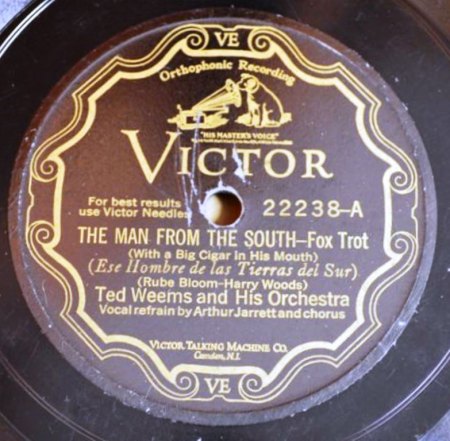 VE
Orthophonic Recording
"HIS MASTER'S VOICE"
VICTOR
For best results
use Victor Needles
22238-A
THE MAN FROM THE SOUTH-Fox Trot
(With a Big Cigar in His Mouth)
(Ese Hombre de las Tierras del Sur)
(Rube Bloom-Harry Woods)
Ted Weems and His Orchestra
Vocal refrain by Arthur Jarrett and chorus
VICTOR TALKING MACHINE CO.
Camden, N.J.
VE